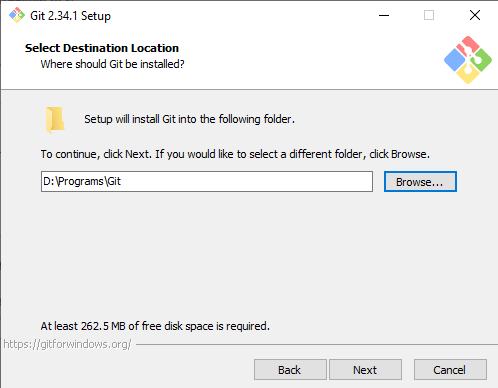 Git 2.34.1 Setup
Select Destination Location
Where should Git be installed?
Setup will install Git into the following folder.
To continue, click Next. If you would like to select a different folder, click Browse.
D:\Programs\Git
Browse...
At least 262.5 MB of free disk space is required.
https://gitforwindows.org/
Back
Next
Cancel